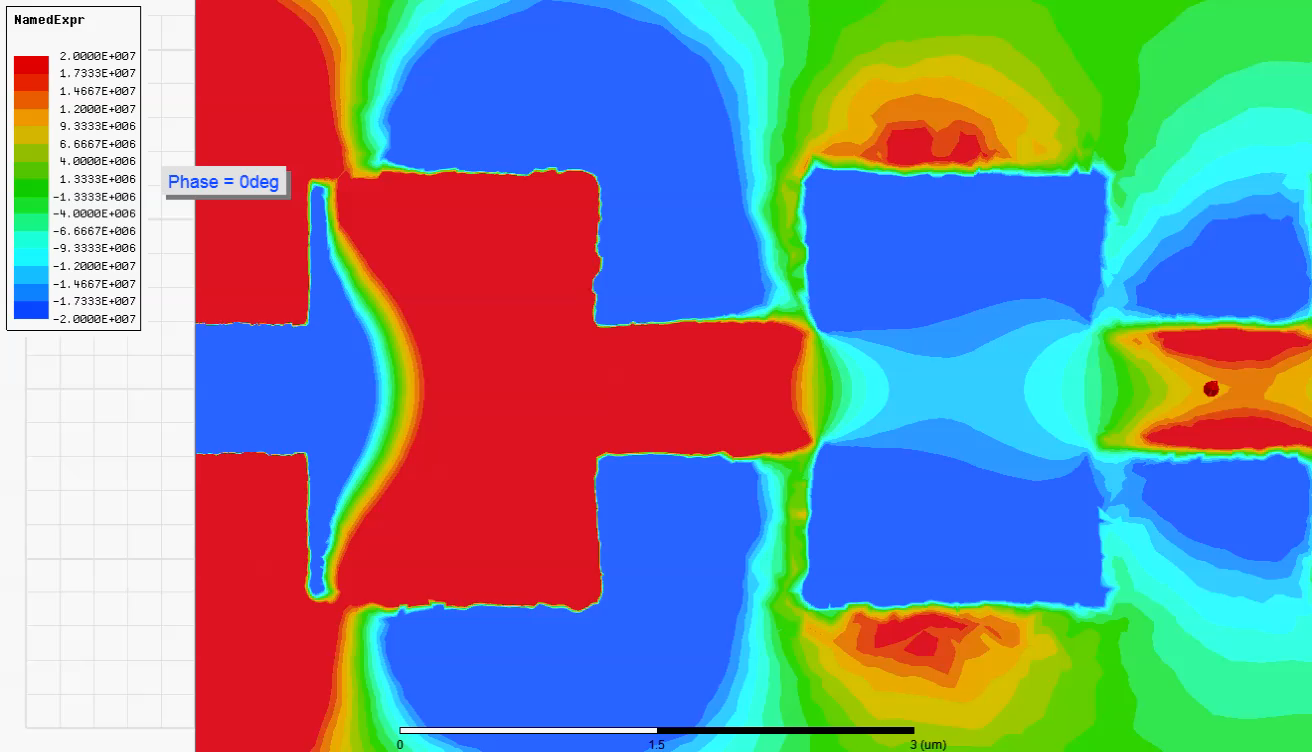 NamedExpr
2.0000E+007
1.7333E+007
1.4667E+007
1.2000E+007
9.3333E+006
6.6667E+006
4.0000E+006
1.3333E+006
-1.3333E+006
-4.0000E+006
-6.6667E+006
-9.3333E+006
-1.2000E+007
-1.4667E+007
-1.7333E+007
-2.0000E+007
Phase = 0deg
0 1.5 3 (um)